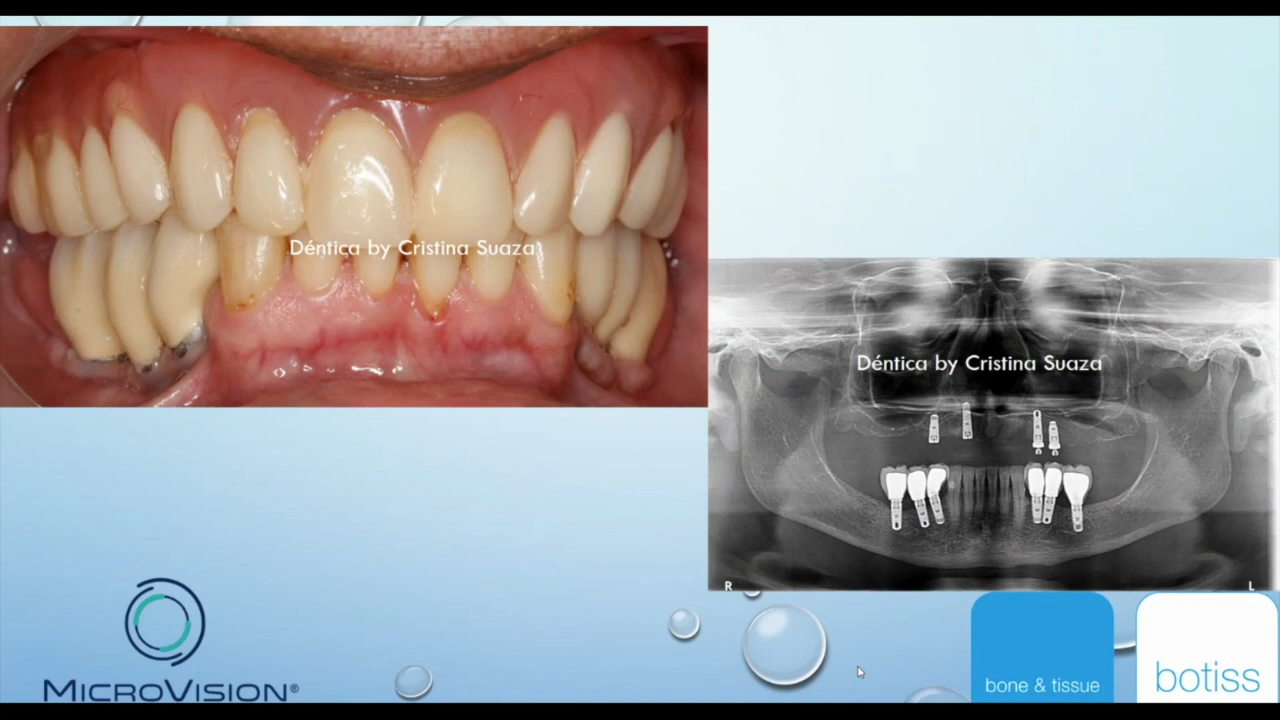 Déntica by Cristina Suaza
Déntica by Cristina Suaza
R L
MICROVISION®
bone & tissue
botiss